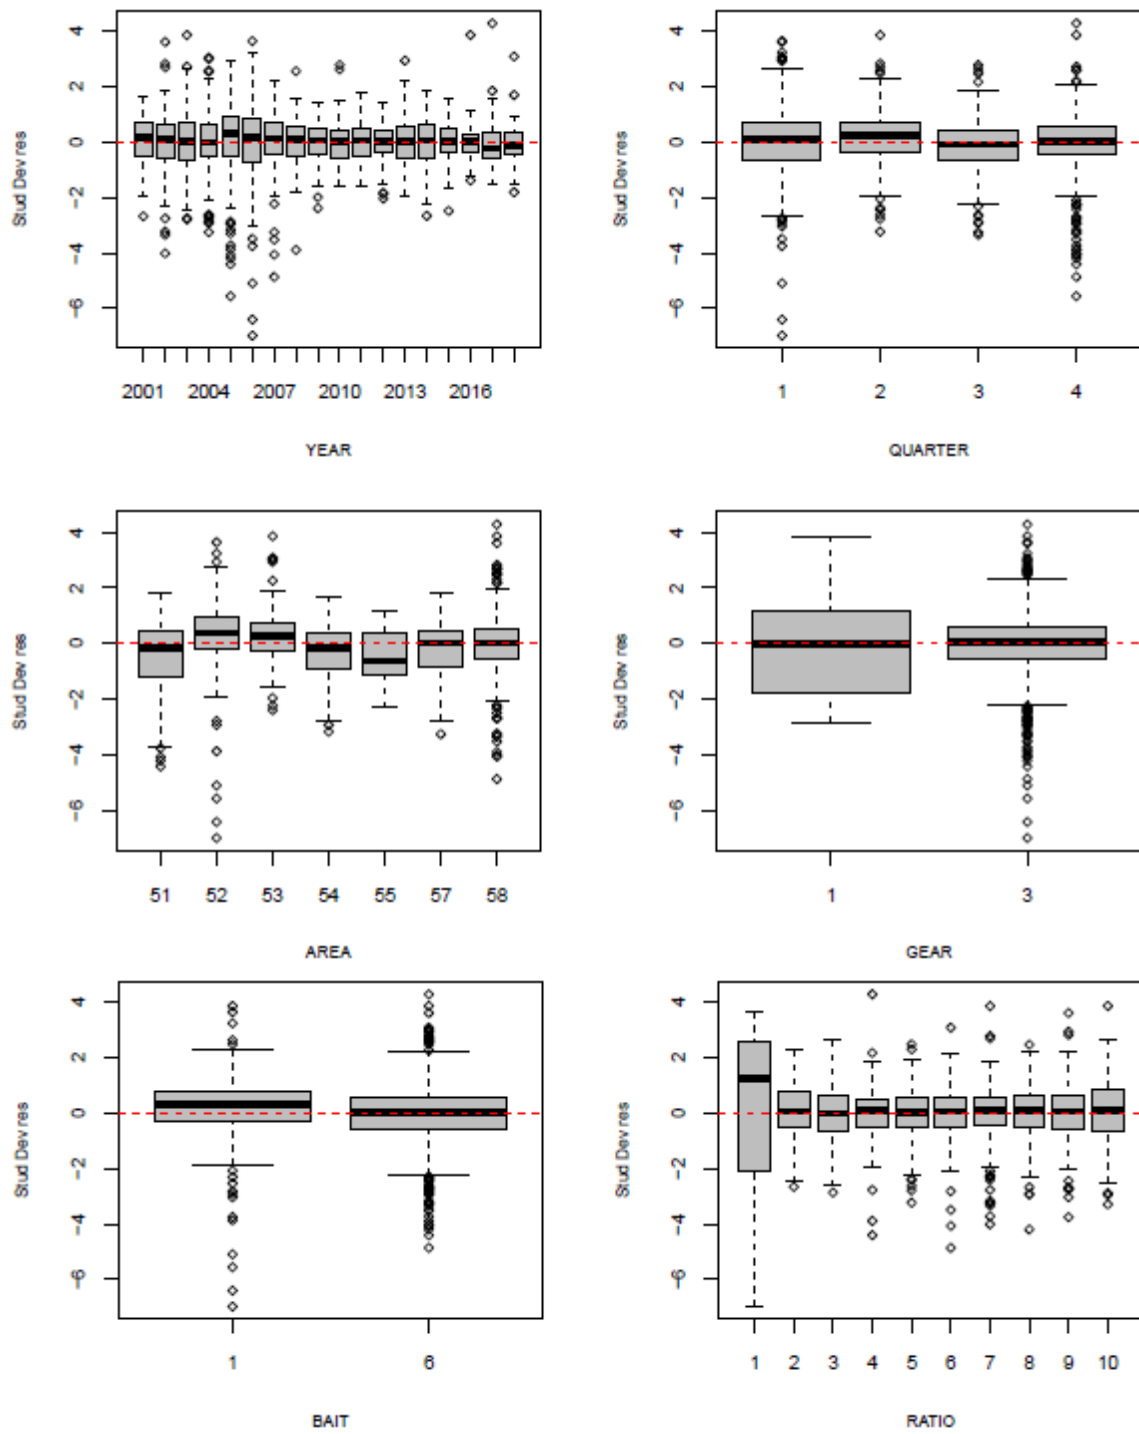 4
2
0
-2
-4
-6
Stud Dev res
2001 2004 2007 2010 2013 2016
YEAR
4
2
0
-2
-4
-6
Stud Dev res
1 2 3 4
QUARTER
4
2
0
-2
-4
-6
Stud Dev res
51 52 53 54 55 57 58
AREA
4
2
0
-2
-4
-6
Stud Dev res
1 3
GEAR
4
2
0
-2
-4
-6
Stud Dev res
1 6
BAIT
4
2
0
-2
-4
-6
Stud Dev res
1 2 3 4 5 6 7 8 9 10
RATIO